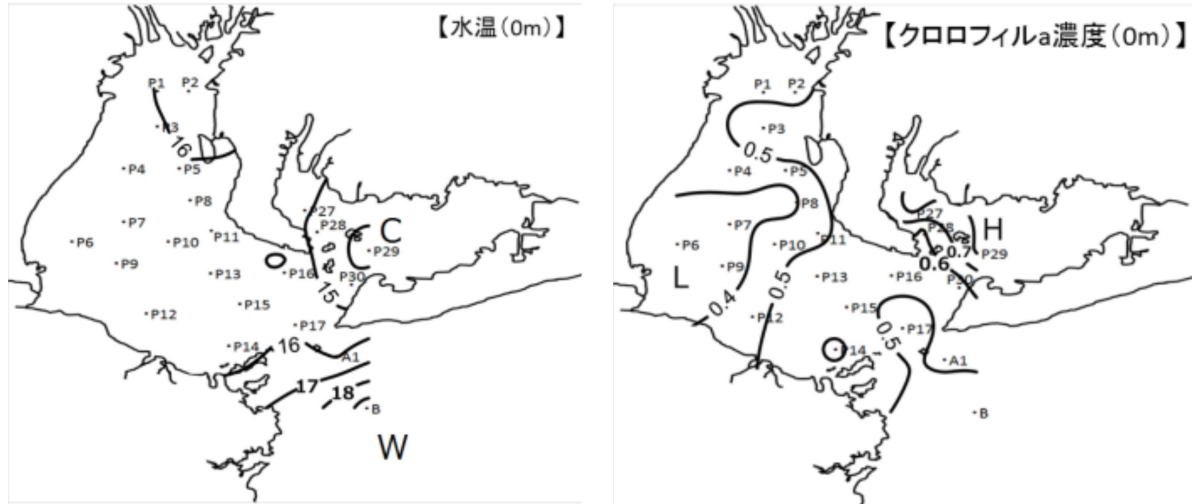 【水温(0m)】
P1 P2
P3
16
P4 P5
P8
P27
P7 P28 C
P6 P10 P11 P29
P9 P13 P16 P30
15
P12 P15
P17
P14 16 A1
17 18
B
W
【クロロフィルa濃度(0m)】
P1 P2
P3
0.5
P4 P5
P8
P27
P7 P28 H
P6 P10 P11 0.7 P29
P9 P13 P16 0.6
L 0.5
0.4 P12 P15
0.5 P17
P14 A1
B